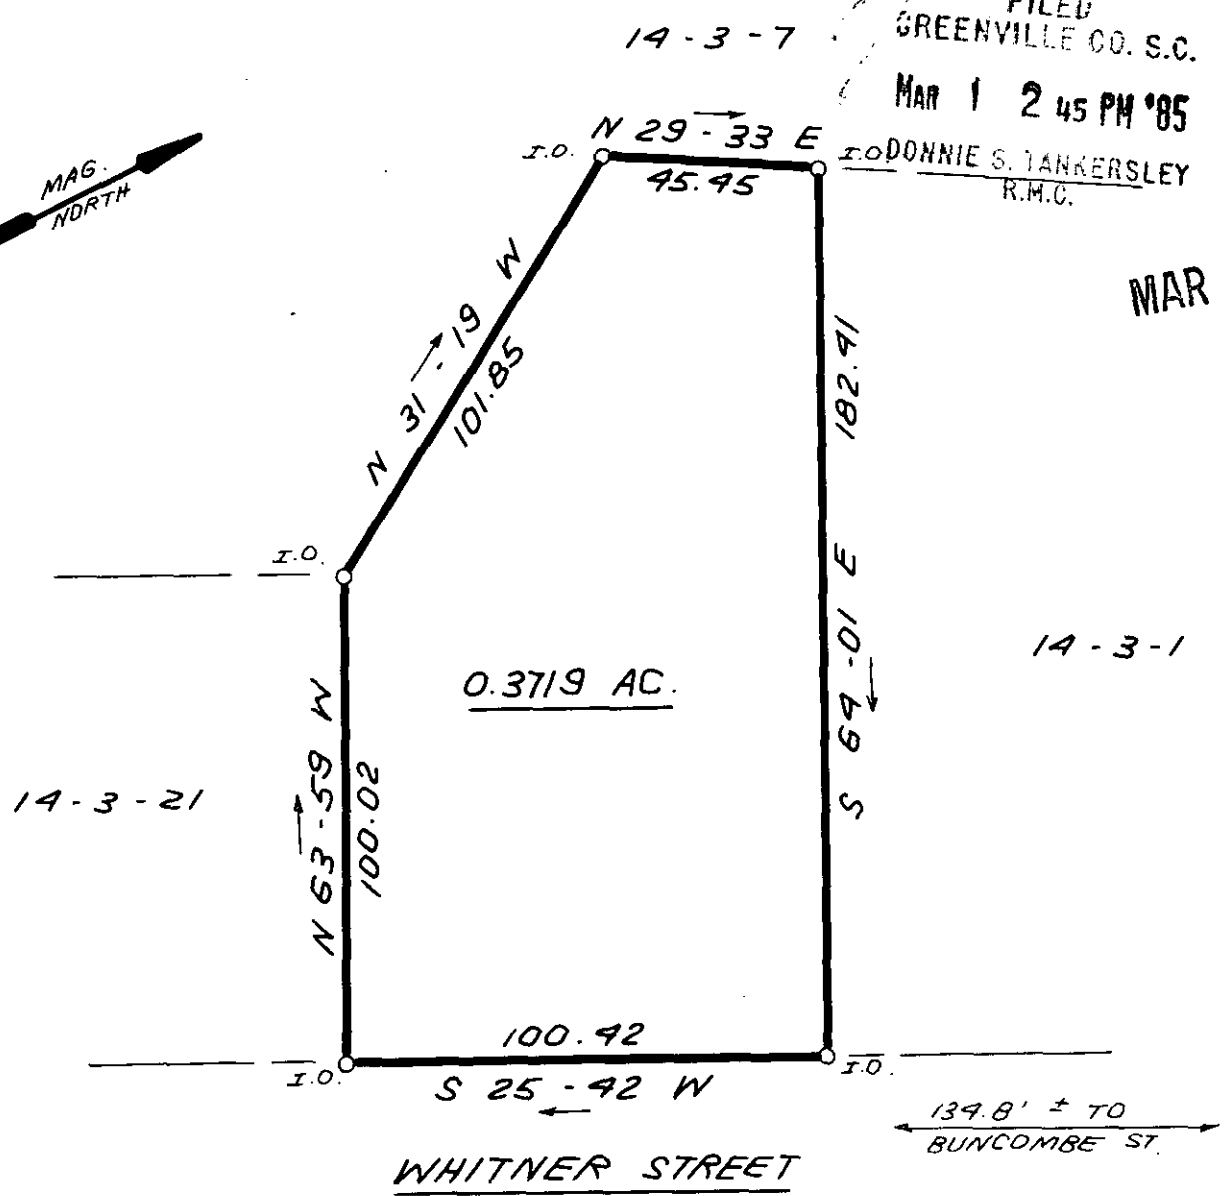 14-3-7
FILED
GREENVILLE CO. S.C.
MAR 1 2 45 PM '85
DONNIE S. TANKERSLEY
R.M.C.
MAR
MAG.
NORTH
I.O.
N 29-33 E
45.45
I.O.
N 31-19 W
101.85
182.41
S 64-01 E
I.O.
14-3-1
0.3719 AC.
14-3-21
N 63-59 W
100.02
100.42
I.O.
S 25-42 W
I.O.
134.8' ± TO
BUNCOMBE ST.
WHITNER STREET